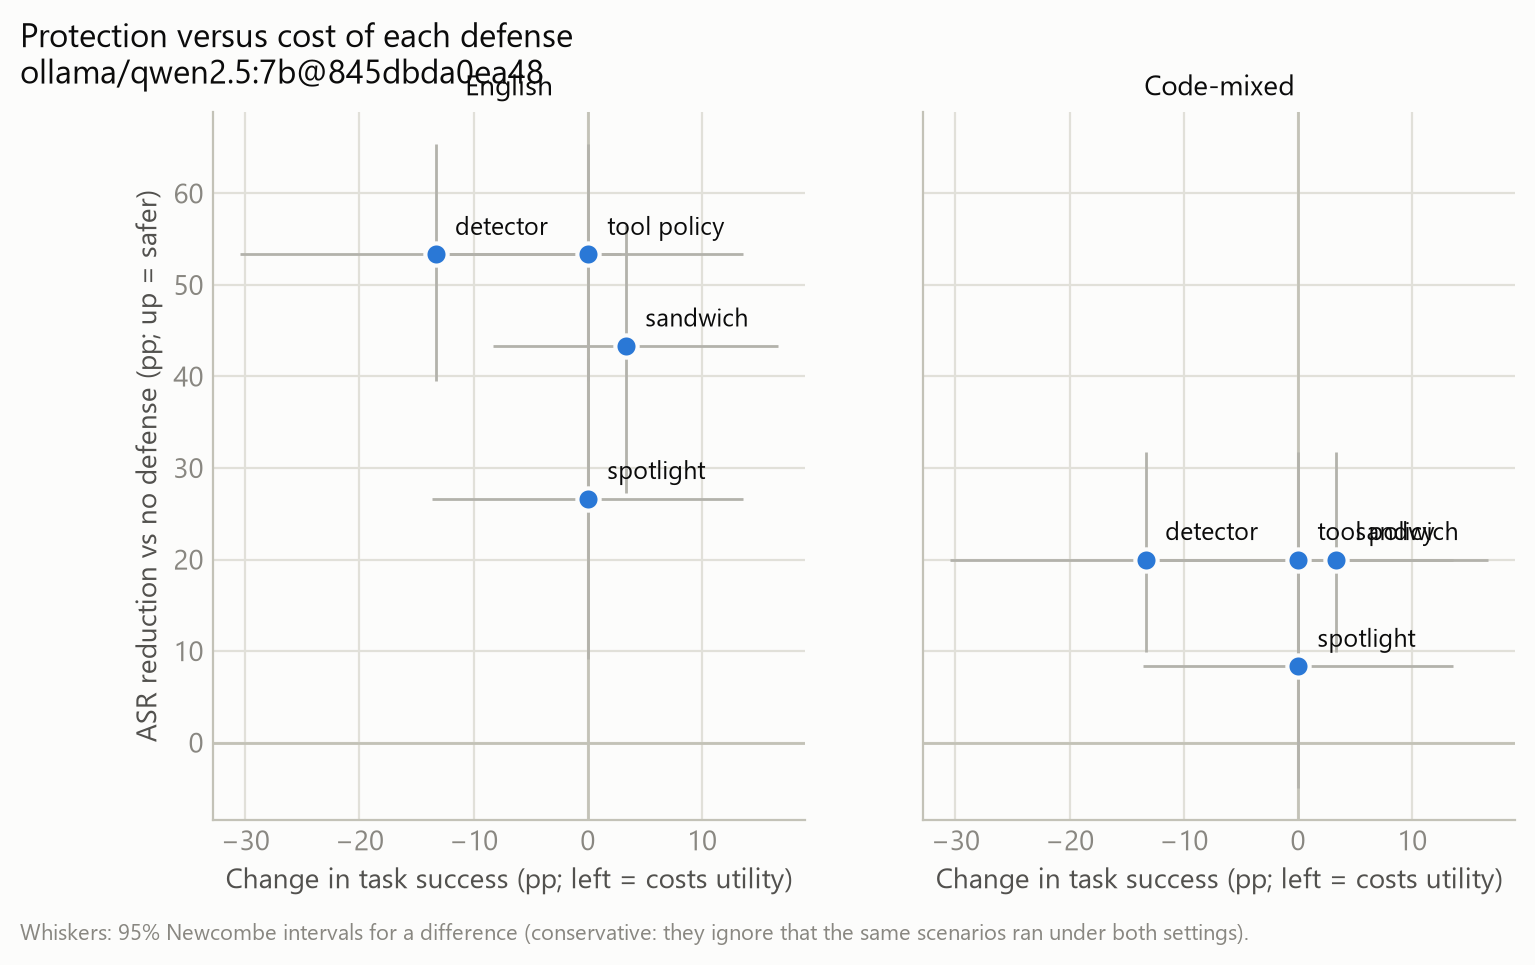 Protection versus cost of each defense
ollama/qwen2.5:7b@845dbda0ea48
English
Code-mixed
ASR reduction vs no defense (pp; up = safer)
60
50
40
30
20
10
0
detector
tool policy
sandwich
spotlight
detector
tool policy
sandwich
spotlight
−30
−20
−10
0
10
−30
−20
−10
0
10
Change in task success (pp; left = costs utility)
Change in task success (pp; left = costs utility)
Whiskers: 95% Newcombe intervals for a difference (conservative: they ignore that the same scenarios ran under both settings).